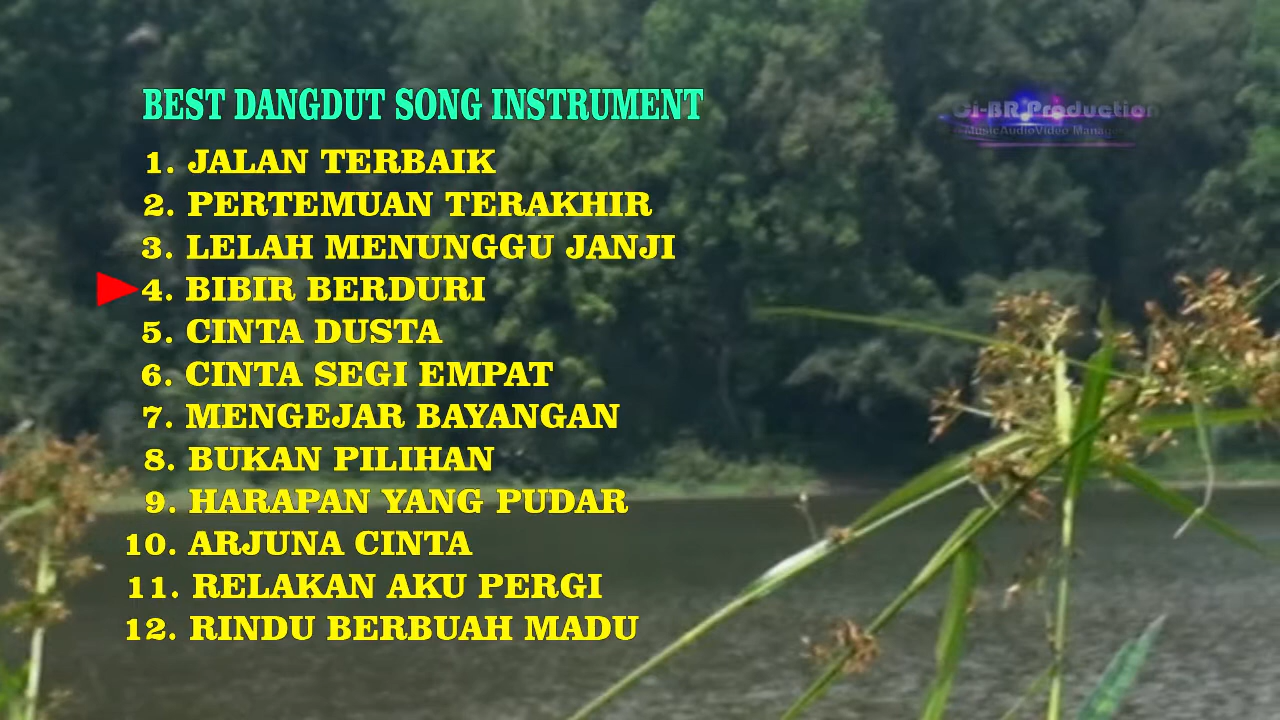 BEST DANGDUT SONG INSTRUMENT
1. JALAN TERBAIK
2. PERTEMUAN TERAKHIR
3. LELAH MENUNGGU JANJI
4. BIBIR BERDURI
5. CINTA DUSTA
6. CINTA SEGI EMPAT
7. MENGEJAR BAYANGAN
8. BUKAN PILIHAN
9. HARAPAN YANG PUDAR
10. ARJUNA CINTA
11. RELAKAN AKU PERGI
12. RINDU BERBUAH MADU
Production
MusicAudioVideo